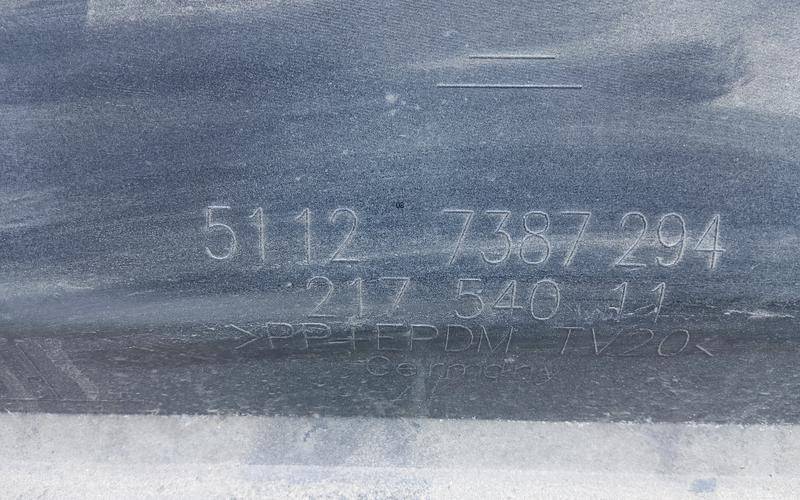 5112 7387 294
217 540 11
>PP+EPDM TV20<
Germany